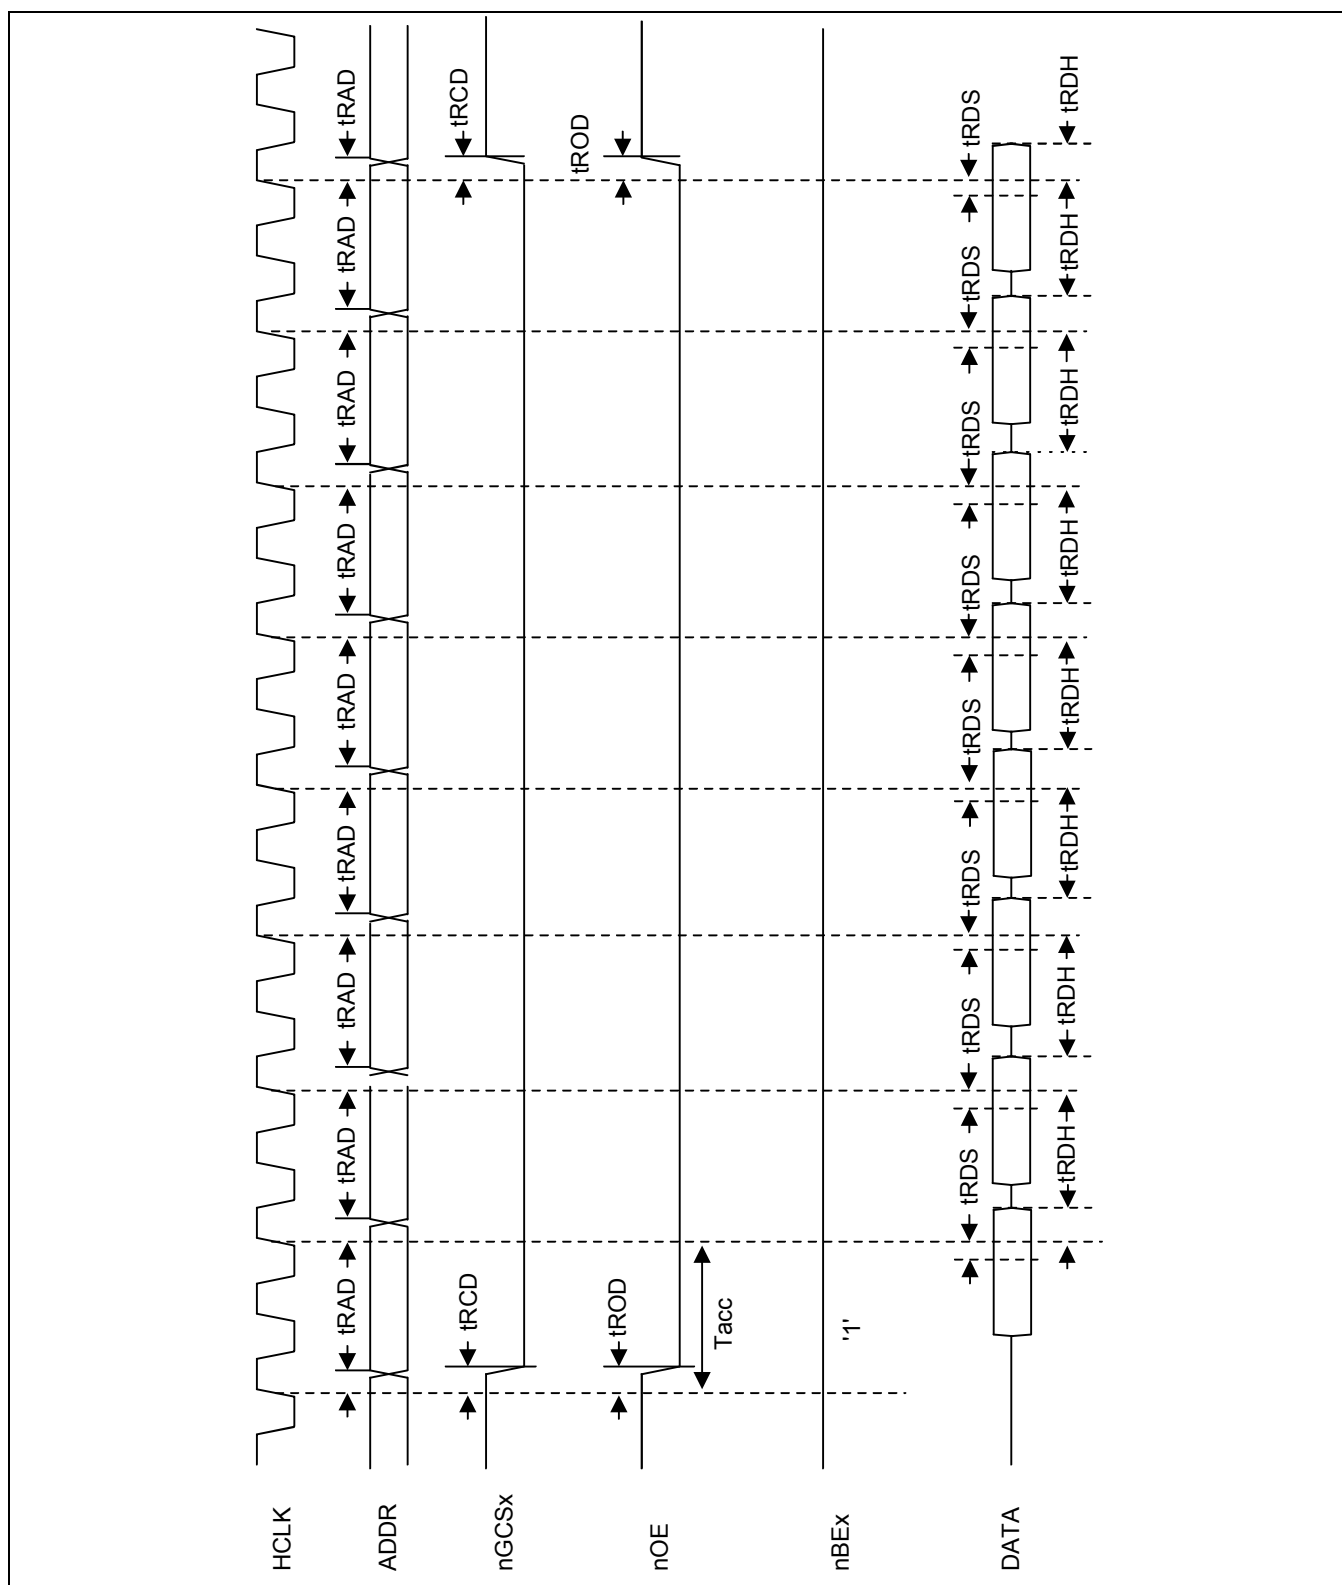 HCLK
tRAD tRAD tRAD tRAD tRAD tRAD tRAD tRAD tRAD
ADDR
tRCD tRCD
nGCSx
tROD tROD
nOE
Tacc
nBEx '1'
tRDS tRDS tRDS tRDS tRDS tRDS tRDS tRDS
DATA
tRDH tRDH tRDH tRDH tRDH tRDH tRDH tRDH